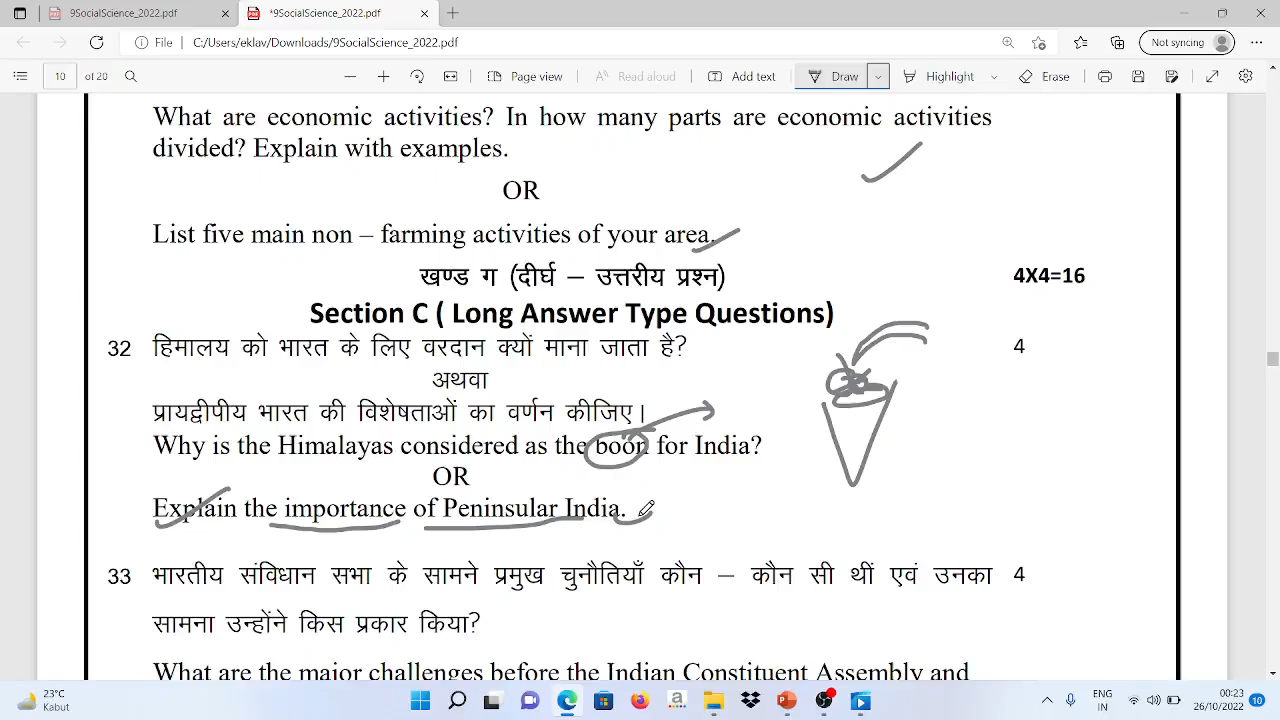 9SocialScience_2022.pdf
*9SocialScience_2022.pdf
File
C:/Users/eklav/Downloads/9SocialScience_2022.pdf
Not syncing
10 of 20
Page view
Read aloud
Add text
Draw
Highlight
Erase
What are economic activities? In how many parts are economic activities
divided? Explain with examples.
OR
List five main non – farming activities of your area.
खण्ड ग (दीर्घ – उत्तरीय प्रश्न) 4X4=16
Section C ( Long Answer Type Questions)
32 हिमालय को भारत के लिए वरदान क्यों माना जाता है? 4
अथवा
प्रायद्वीपीय भारत की विशेषताओं का वर्णन कीजिए।
Why is the Himalayas considered as the boon for India?
OR
Explain the importance of Peninsular India.
33 भारतीय संविधान सभा के सामने प्रमुख चुनौतियाँ कौन – कौन सी थीं एवं उनका 4
सामना उन्होंने किस प्रकार किया?
What are the major challenges before the Indian Constituent Assembly and
23°C
Kabut
ENG
IN
00:23
26/10/2022
10